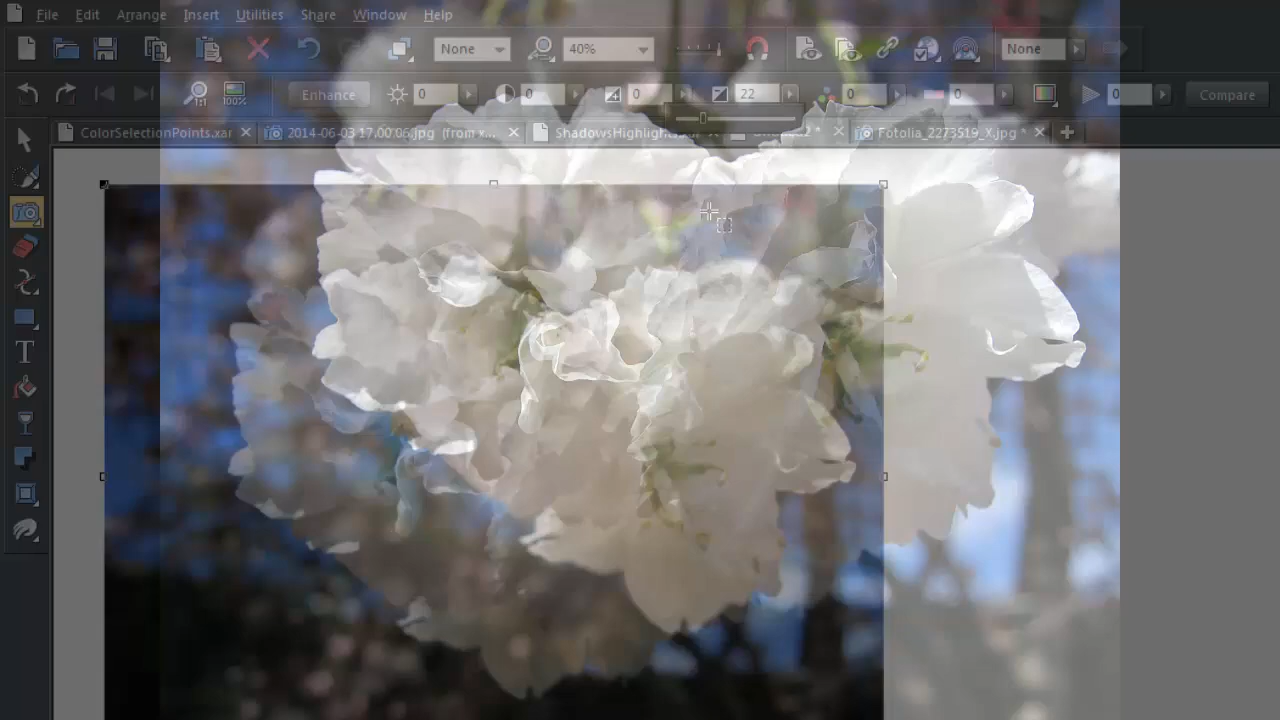 File Edit Arrange Insert Utilities Share Window Help
None 40% None
Enhance 0 0 0 22 0 0 0 Compare
ColorSelectionPoints.xar 2014-06-03 17.00.06.jpg (from x... ShadowsHighligh Fotolia_2273519_X.jpg *
T